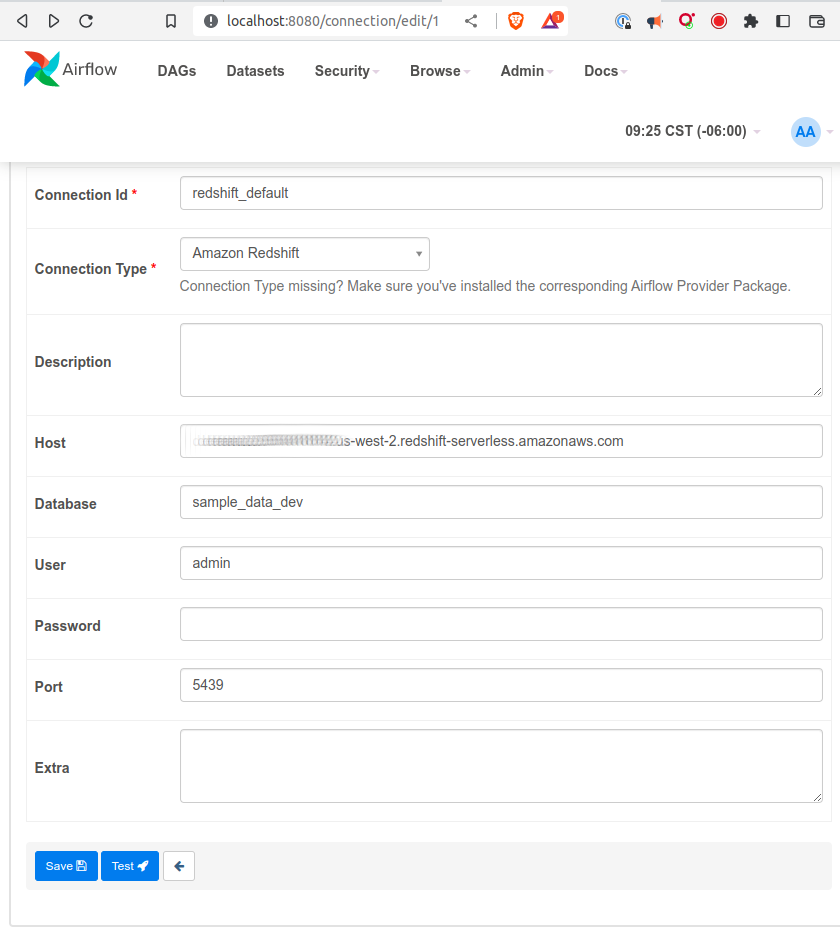 localhost:8080/connection/edit/1
1
Airflow
DAGs Datasets Security Browse Admin Docs
09:25 CST (-06:00) AA
Connection Id * redshift_default
Connection Type * Amazon Redshift
Connection Type missing? Make sure you've installed the corresponding Airflow Provider Package.
Description
Host us-west-2.redshift-serverless.amazonaws.com
Database sample_data_dev
User admin
Password
Port 5439
Extra
Save Test